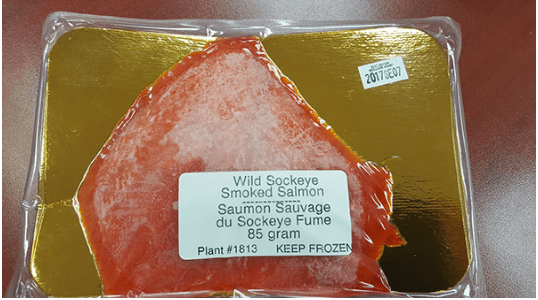 2017SE07
Wild Sockeye
Smoked Salmon
Saumon Sauvage
du Sockeye Fume
85 gram
Plant #1813 KEEP FROZEN